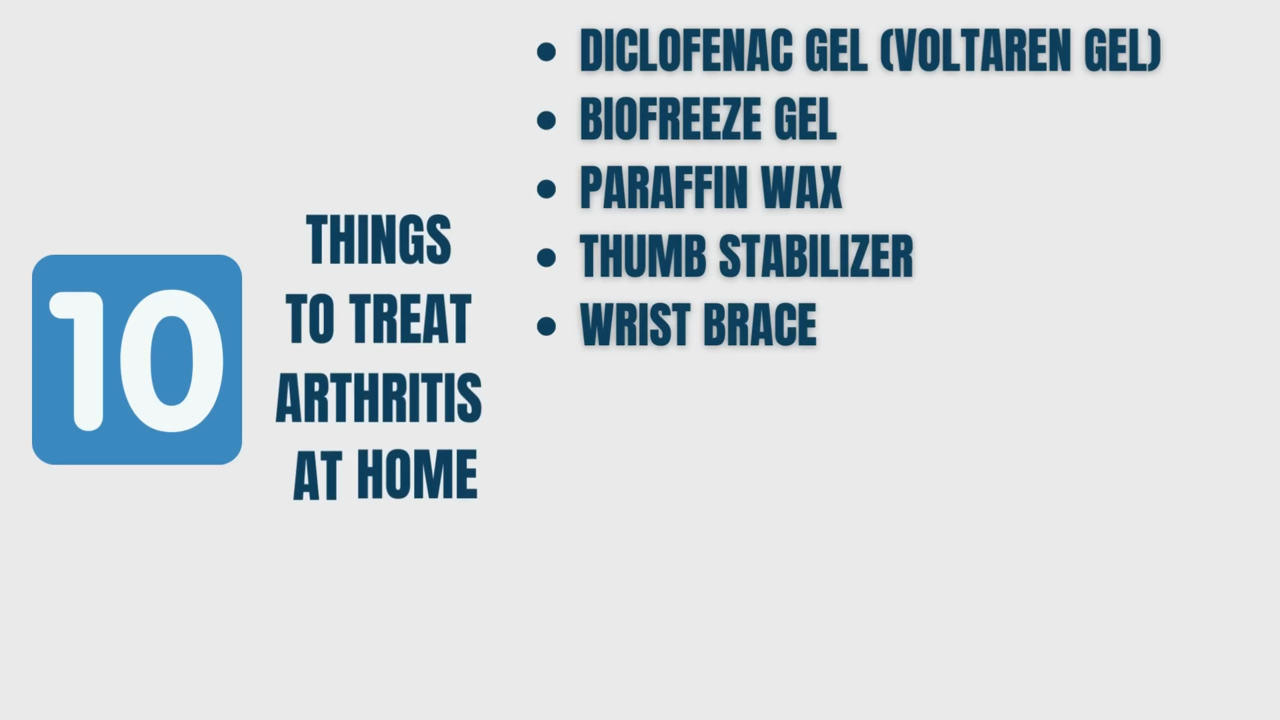 10
THINGS
TO TREAT
ARTHRITIS
AT HOME
• DICLOFENAC GEL (VOLTAREN GEL)
• BIOFREEZE GEL
• PARAFFIN WAX
• THUMB STABILIZER
• WRIST BRACE